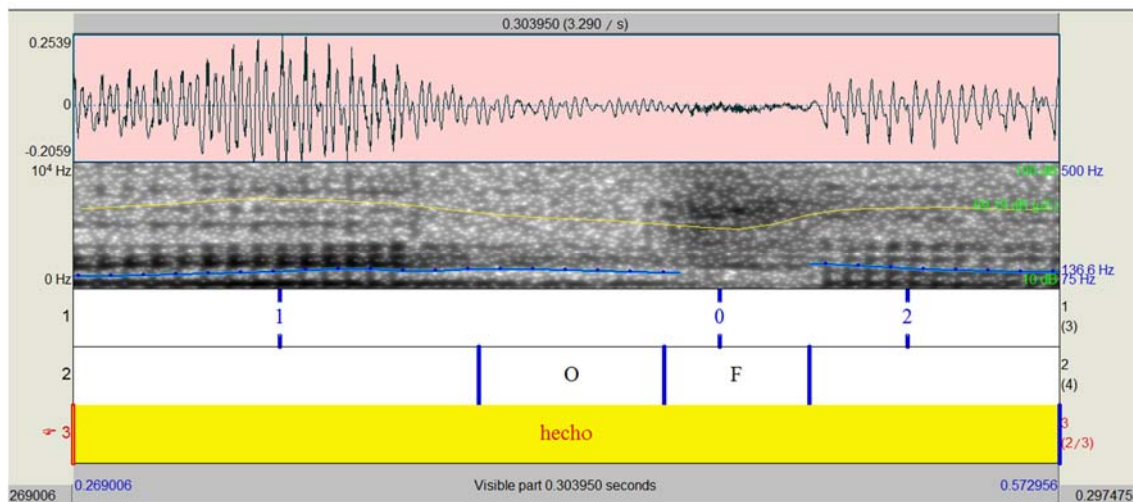 0.303950 (3.290 / s)
0.2539
0
-0.2059
10⁴ Hz
500 Hz
0 Hz
136.6 Hz
75 Hz
10 dB
1
1
0
2
1
(3)
2
O
F
2
(4)
3
hecho
3
(2/3)
269006
0.269006
Visible part 0.303950 seconds
0.572956
0.297475